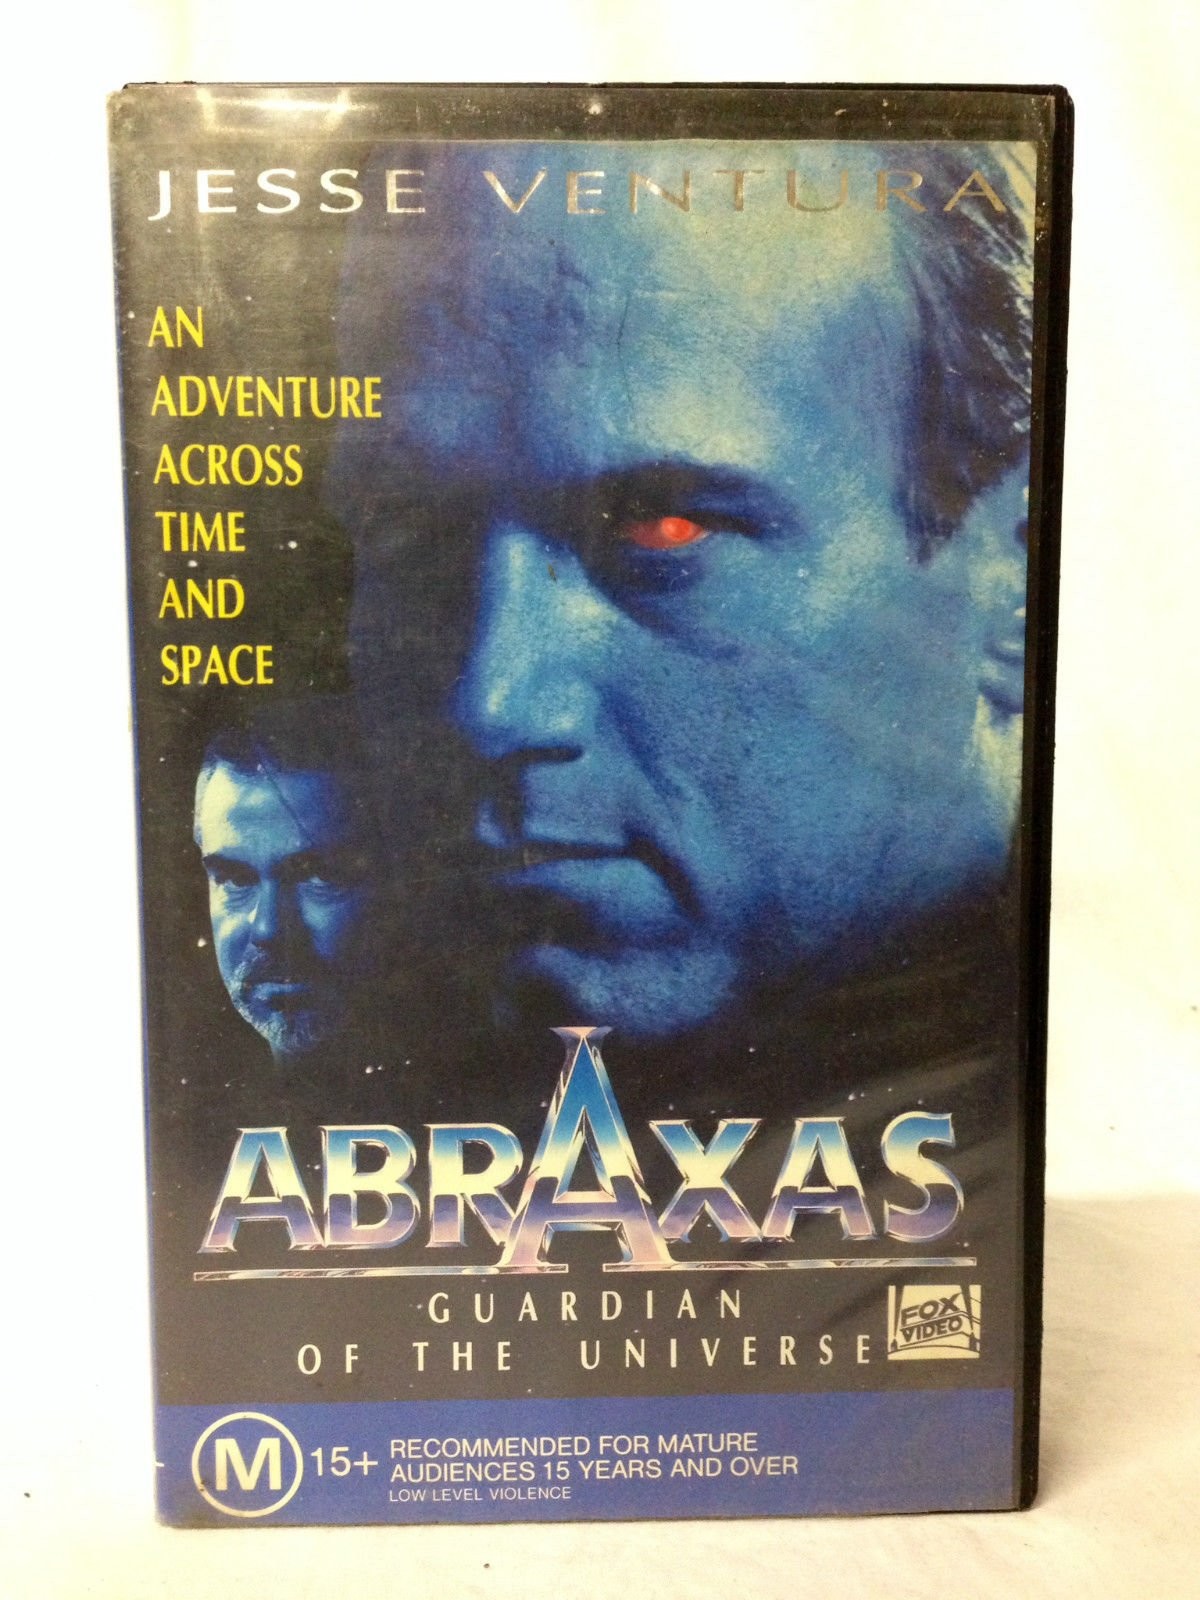 JESSE VENTURA
AN
ADVENTURE
ACROSS
TIME
AND
SPACE
ABRAXAS
GUARDIAN
OF THE UNIVERSE
FOX
VIDEO
M 15+
RECOMMENDED FOR MATURE
AUDIENCES 15 YEARS AND OVER
LOW LEVEL VIOLENCE